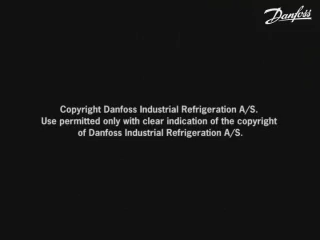 Danfoss
Copyright Danfoss Industrial Refrigeration A/S.
Use permitted only with clear indication of the copyright
of Danfoss Industrial Refrigeration A/S.